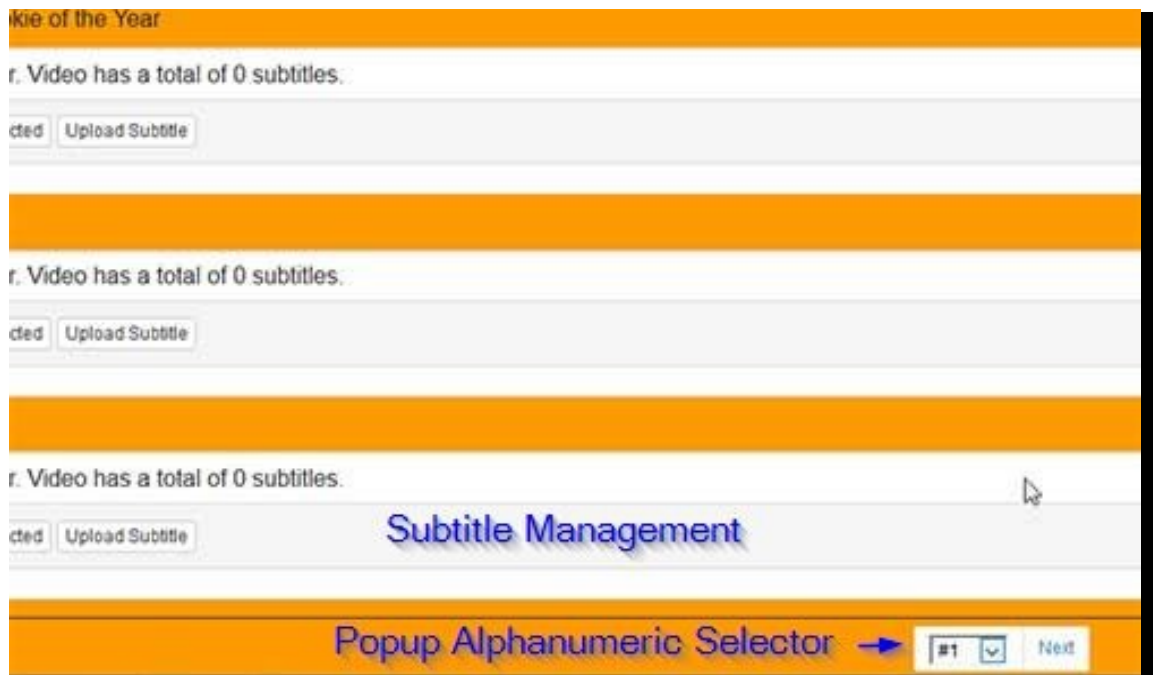 kie of the Year
r. Video has a total of 0 subtitles.
cted Upload Subtitle
r. Video has a total of 0 subtitles.
cted Upload Subtitle
r. Video has a total of 0 subtitles.
cted Upload Subtitle Subtitle Management
Popup Alphanumeric Selector #1 Next